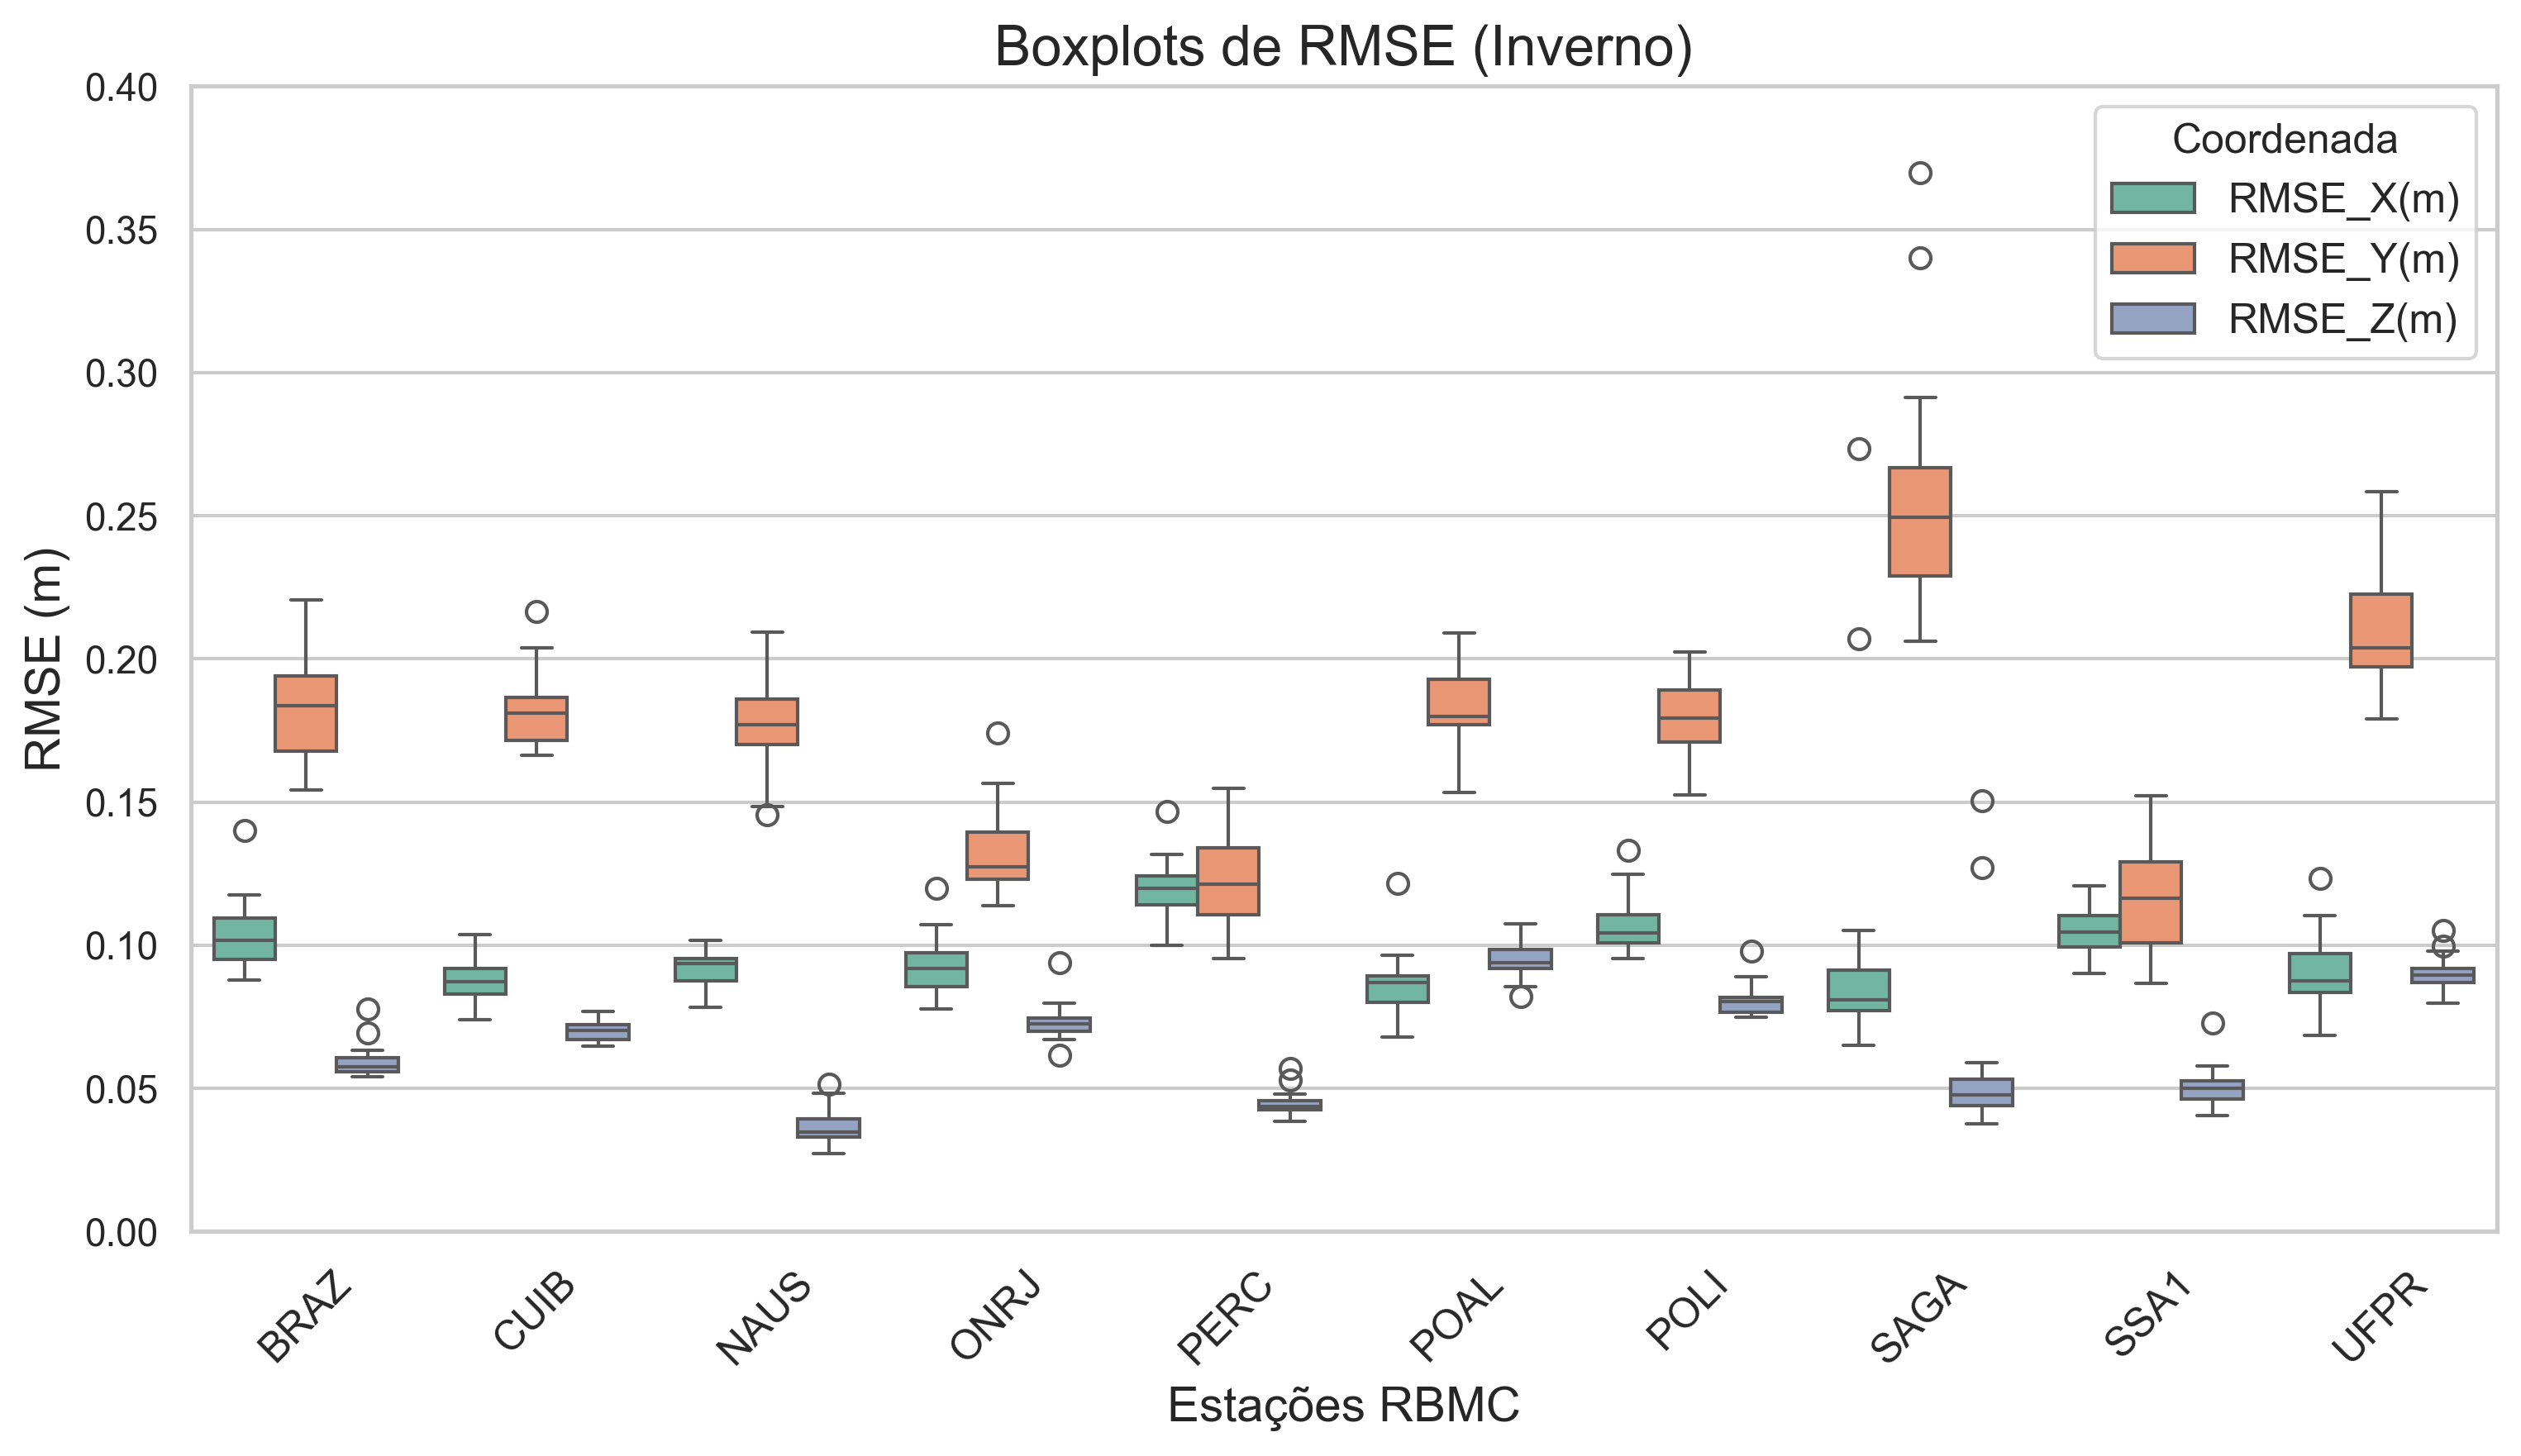 Boxplots de RMSE (Inverno)
Coordenada
RMSE_X(m)
RMSE_Y(m)
RMSE_Z(m)
RMSE (m)
0.40
0.35
0.30
0.25
0.20
0.15
0.10
0.05
0.00
BRAZ
CUIB
NAUS
ONRJ
PERC
POAL
POLI
SAGA
SSA1
UFPR
Estações RBMC